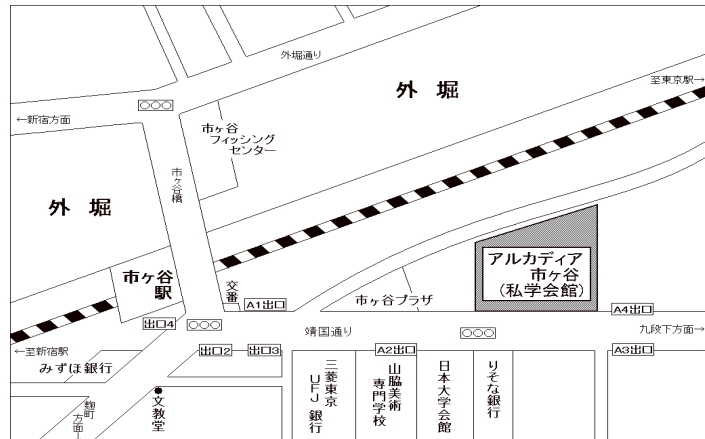 外堀通り
外 堀
至東京駅→
○○○
←新宿方面
市ヶ谷
フィッシング
センター
市ヶ谷橋
外 堀
アルカディア
市ヶ谷
(私学会館)
市ヶ谷
駅
交番
A1出口
市ヶ谷プラザ
A4出口
出口4
○○○
靖国通り
○○○
九段下方面→
←至新宿駅
出口2
出口3
A2出口
A3出口
みずほ銀行
麹町
方面
文教堂
三菱東京
UFJ 銀行
山脇美術
専門学校
日本大学会館
りそな銀行